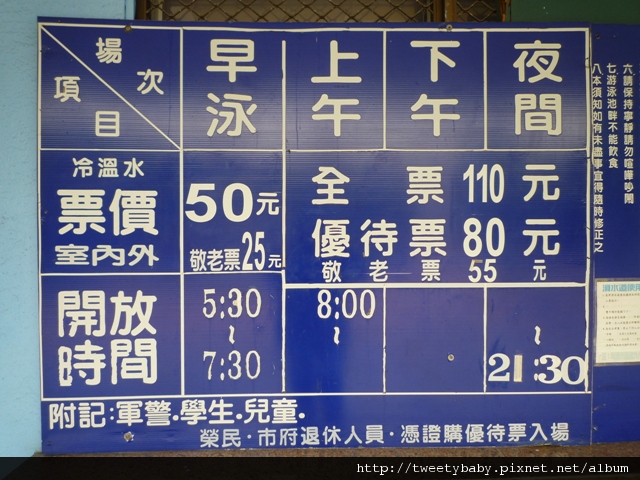 場次
項目
早泳
上午
下午
夜間
冷溫水
票價
室內外
50元
敬老票25元
全票110元
優待票80元
敬老票55元
開放
時間
5:30
~
7:30
8:00
~
~
21:30
附記:軍警.學生.兒童.
榮民·市府退休人員·憑證購優待票入場
六請保持寧靜請勿喧嘩吵鬧
七游泳池畔不能飲食
八本須知如有未盡事宜得隨時修正之
http://tweetybaby.pixnet.net/album